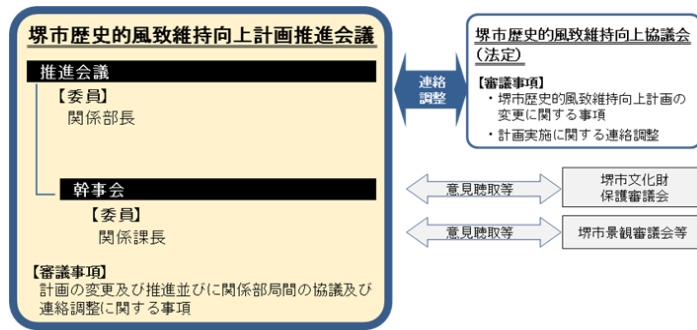 堺市歴史的風致維持向上計画推進会議
推進会議
【委員】
関係部長
幹事会
【委員】
関係課長
【審議事項】
計画の変更及び推進並びに関係部局間の協議及び
連絡調整に関する事項
連絡
調整
堺市歴史的風致維持向上協議会
(法定)
【審議事項】
・堺市歴史的風致維持向上計画の
変更に関する事項
・計画実施に関する連絡調整
意見聴取等
堺市文化財
保護審議会
意見聴取等
堺市景観審議会等